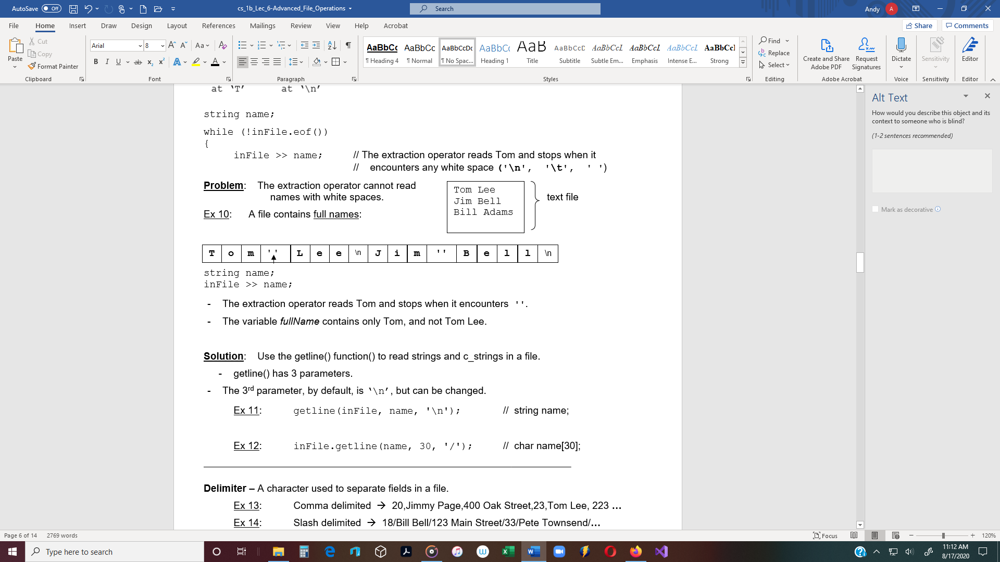 AutoSave Off cs_1b_Lec_6-Advanced_File_Operations Search Andy A
File Home Insert Draw Design Layout References Mailings Review View Help Acrobat Share Comments
Paste Cut Copy Format Painter
Arial 8 Aa
B I U ab x2 x2 A A
AaBbCc AaBbCc AaBbCcDc AaBbCc AaB AaBbCcD AaBbCcL AaBbCcL AaBbCcL AaBbCcl
¶ Heading 4 ¶ Normal ¶ No Spac... Heading 1 Title Subtitle Subtle Em... Emphasis Intense E... Strong
Find Replace Select
Create and Share Adobe PDF Request Signatures Dictate Sensitivity Editor
Clipboard Font Paragraph Styles Editing Adobe Acrobat Voice Sensitivity Editor
at ‘T’ at ‘\n’
string name;
while (!inFile.eof())
{
inFile >> name; // The extraction operator reads Tom and stops when it
// encounters any white space ('\n', '\t', ' ')
Problem: The extraction operator cannot read
names with white spaces.
Tom Lee
Jim Bell
Bill Adams
text file
Ex 10: A file contains full names:
T o m ' ' L e e \n J i m ' ' B e l l \n
string name;
inFile >> name;
- The extraction operator reads Tom and stops when it encounters ' '.
- The variable fullName contains only Tom, and not Tom Lee.
Solution: Use the getline() function() to read strings and c_strings in a file.
- getline() has 3 parameters.
- The 3rd parameter, by default, is ‘\n’, but can be changed.
Ex 11: getline(inFile, name, '\n'); // string name;
Ex 12: inFile.getline(name, 30, '/'); // char name[30];
Delimiter – A character used to separate fields in a file.
Ex 13: Comma delimited → 20,Jimmy Page,400 Oak Street,23,Tom Lee, 223 ...
Ex 14: Slash delimited → 18/Bill Bell/123 Main Street/33/Pete Townsend/...
Alt Text
How would you describe this object and its
context to someone who is blind?
(1-2 sentences recommended)
Mark as decorative
Page 6 of 14 2769 words Focus 120%
Type here to search
11:12 AM
8/17/2020